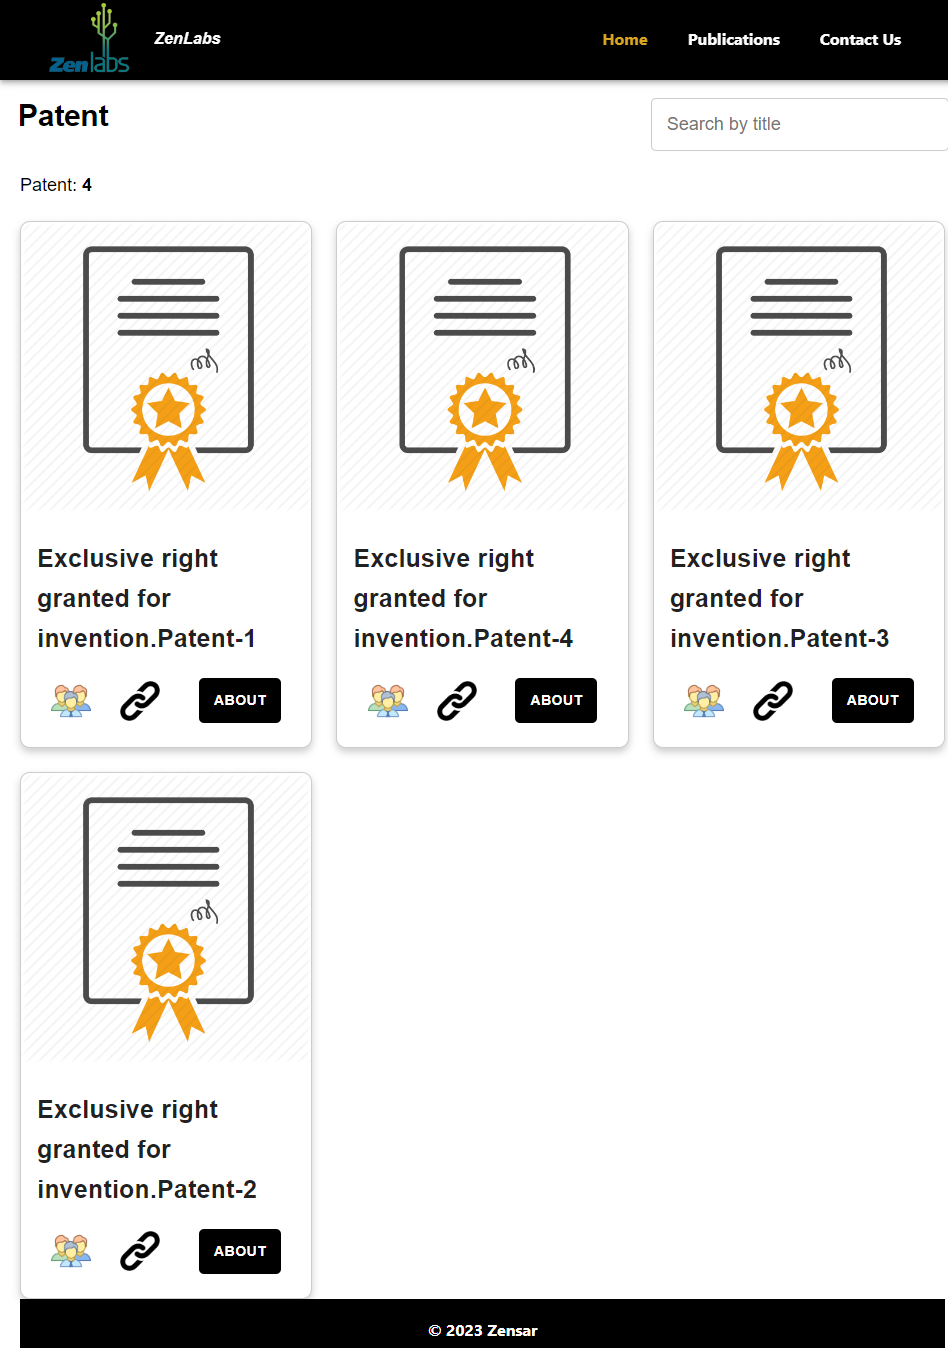 Zenlabs
ZenLabs
Home
Publications
Contact Us
Patent
Search by title
Patent: 4
Exclusive right
granted for
invention.Patent-1
ABOUT
Exclusive right
granted for
invention.Patent-4
ABOUT
Exclusive right
granted for
invention.Patent-3
ABOUT
Exclusive right
granted for
invention.Patent-2
ABOUT
© 2023 Zensar